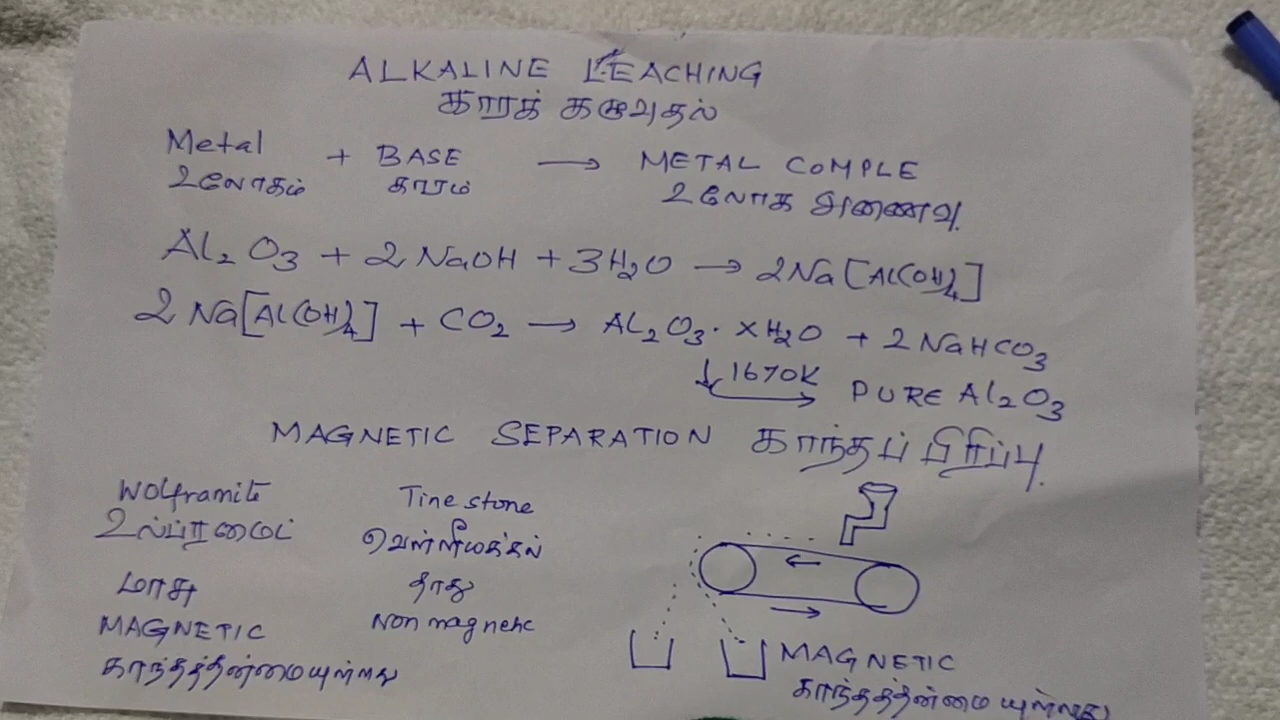 ALKALINE LEACHING
காரக் கழுவுதல்
Metal + BASE → METAL COMPLE
உலோகம் காரம் உலோக அணைவு.
Al₂O₃ + 2NaOH + 3H₂O → 2Na[Al(OH)₄]
2Na[Al(OH)₄] + CO₂ → Al₂O₃·xH₂O + 2NaHCO₃
↓1670K → PURE Al₂O₃
MAGNETIC SEPARATION காந்தப் பிரிப்பு.
Wolframite Tine stone
உல்ப்ரமைட் வெள்ளீயக்கல்
மாசு தாது
MAGNETIC Non magnetic
காந்தத்தன்மையுள்ளது
MAGNETIC
காந்தத்தன்மையுள்ளது